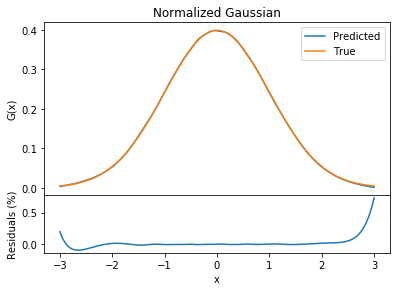 Normalized Gaussian
Predicted
True
G(x)
0.4
0.3
0.2
0.1
0.0
Residuals (%)
0.5
0.0
−3
−2
−1
0
1
2
3
x